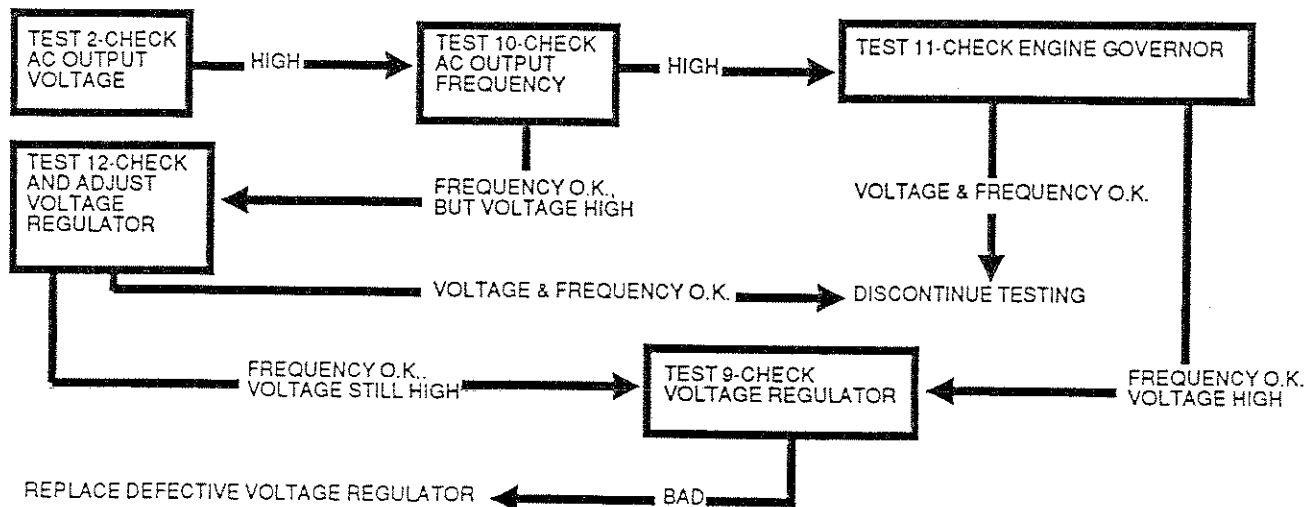 TEST 2-CHECK
AC OUTPUT
VOLTAGE
HIGH
TEST 10-CHECK
AC OUTPUT
FREQUENCY
HIGH
TEST 11-CHECK ENGINE GOVERNOR
TEST 12-CHECK
AND ADJUST
VOLTAGE
REGULATOR
FREQUENCY O.K.,
BUT VOLTAGE HIGH
VOLTAGE & FREQUENCY O.K.
VOLTAGE & FREQUENCY O.K.
DISCONTINUE TESTING
FREQUENCY O.K..
VOLTAGE STILL HIGH
TEST 9-CHECK
VOLTAGE REGULATOR
FREQUENCY O.K.
VOLTAGE HIGH
REPLACE DEFECTIVE VOLTAGE REGULATOR
BAD